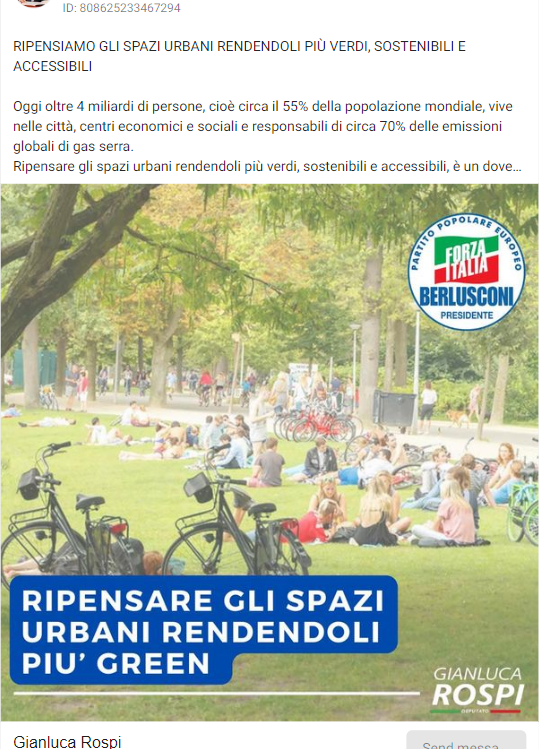 ID: 808625233467294
RIPENSIAMO GLI SPAZI URBANI RENDENDOLI PIÙ VERDI, SOSTENIBILI E
ACCESSIBILI
Oggi oltre 4 miliardi di persone, cioè circa il 55% della popolazione mondiale, vive
nelle città, centri economici e sociali e responsabili di circa 70% delle emissioni
globali di gas serra.
Ripensare gli spazi urbani rendendoli più verdi, sostenibili e accessibili, è un dove...
PARTITO POPOLARE EUROPEO
FORZA
ITALIA
BERLUSCONI
PRESIDENTE
RIPENSARE GLI SPAZI
URBANI RENDENDOLI
PIU' GREEN
GIANLUCA
ROSPI
DEPUTATO
Gianluca Rospi
Send messa...